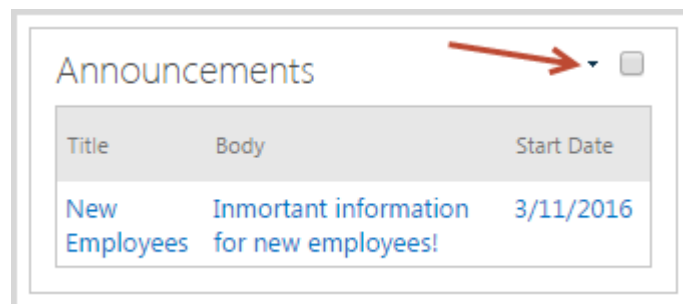 Announcements
Title Body Start Date
New Inmortant information 3/11/2016
Employees for new employees!